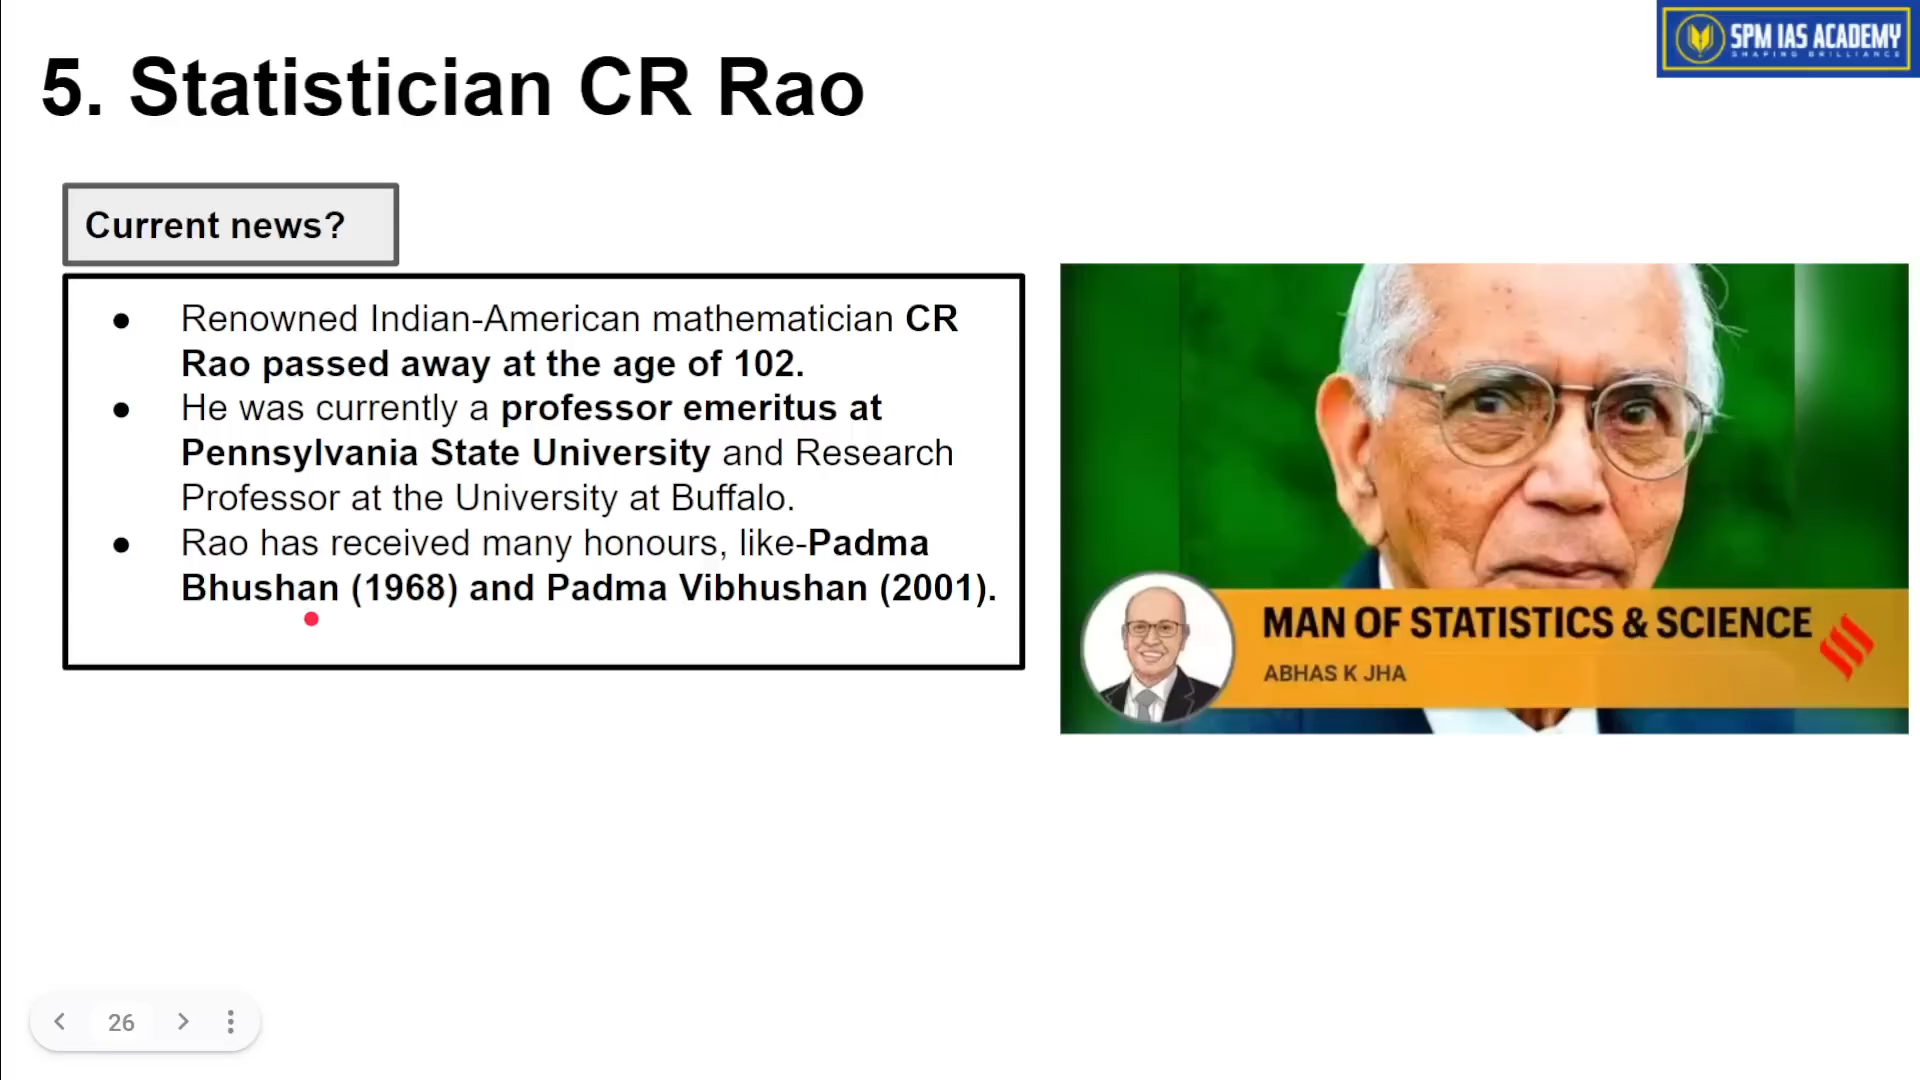 SPM IAS ACADEMY
SHAPING BRILLIANCE
5. Statistician CR Rao
Current news?
● Renowned Indian-American mathematician CR
Rao passed away at the age of 102.
● He was currently a professor emeritus at
Pennsylvania State University and Research
Professor at the University at Buffalo.
● Rao has received many honours, like-Padma
Bhushan (1968) and Padma Vibhushan (2001).
MAN OF STATISTICS & SCIENCE
ABHAS K JHA
26